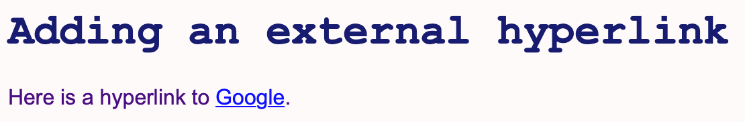 Adding an external hyperlink
Here is a hyperlink to Google.